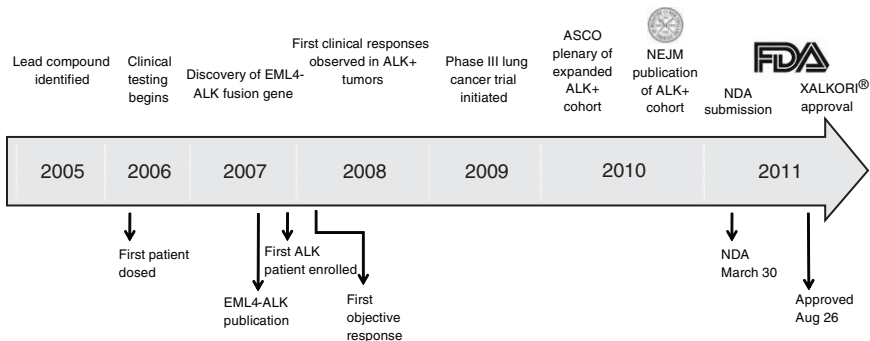 Lead compound
identified
Clinical
testing
begins
Discovery of EML4-
ALK fusion gene
First clinical responses
observed in ALK+
tumors
Phase III lung
cancer trial
initiated
ASCO
plenary of
expanded
ALK+
cohort
NEJM
publication
of ALK+
cohort
NDA
submission
FDA
XALKORI®
approval
2005
2006
2007
2008
2009
2010
2011
First patient
dosed
EML4-ALK
publication
First ALK
patient enrolled
First
objective
response
NDA
March 30
Approved
Aug 26